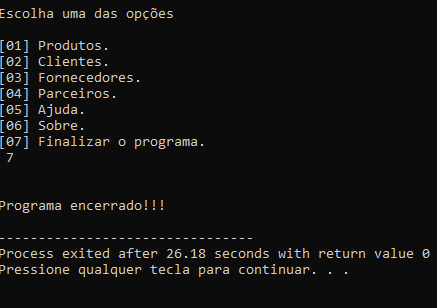 Escolha uma das opções
[01] Produtos.
[02] Clientes.
[03] Fornecedores.
[04] Parceiros.
[05] Ajuda.
[06] Sobre.
[07] Finalizar o programa.
7
Programa encerrado!!!
--------------------------------
Process exited after 26.18 seconds with return value 0
Pressione qualquer tecla para continuar. . .